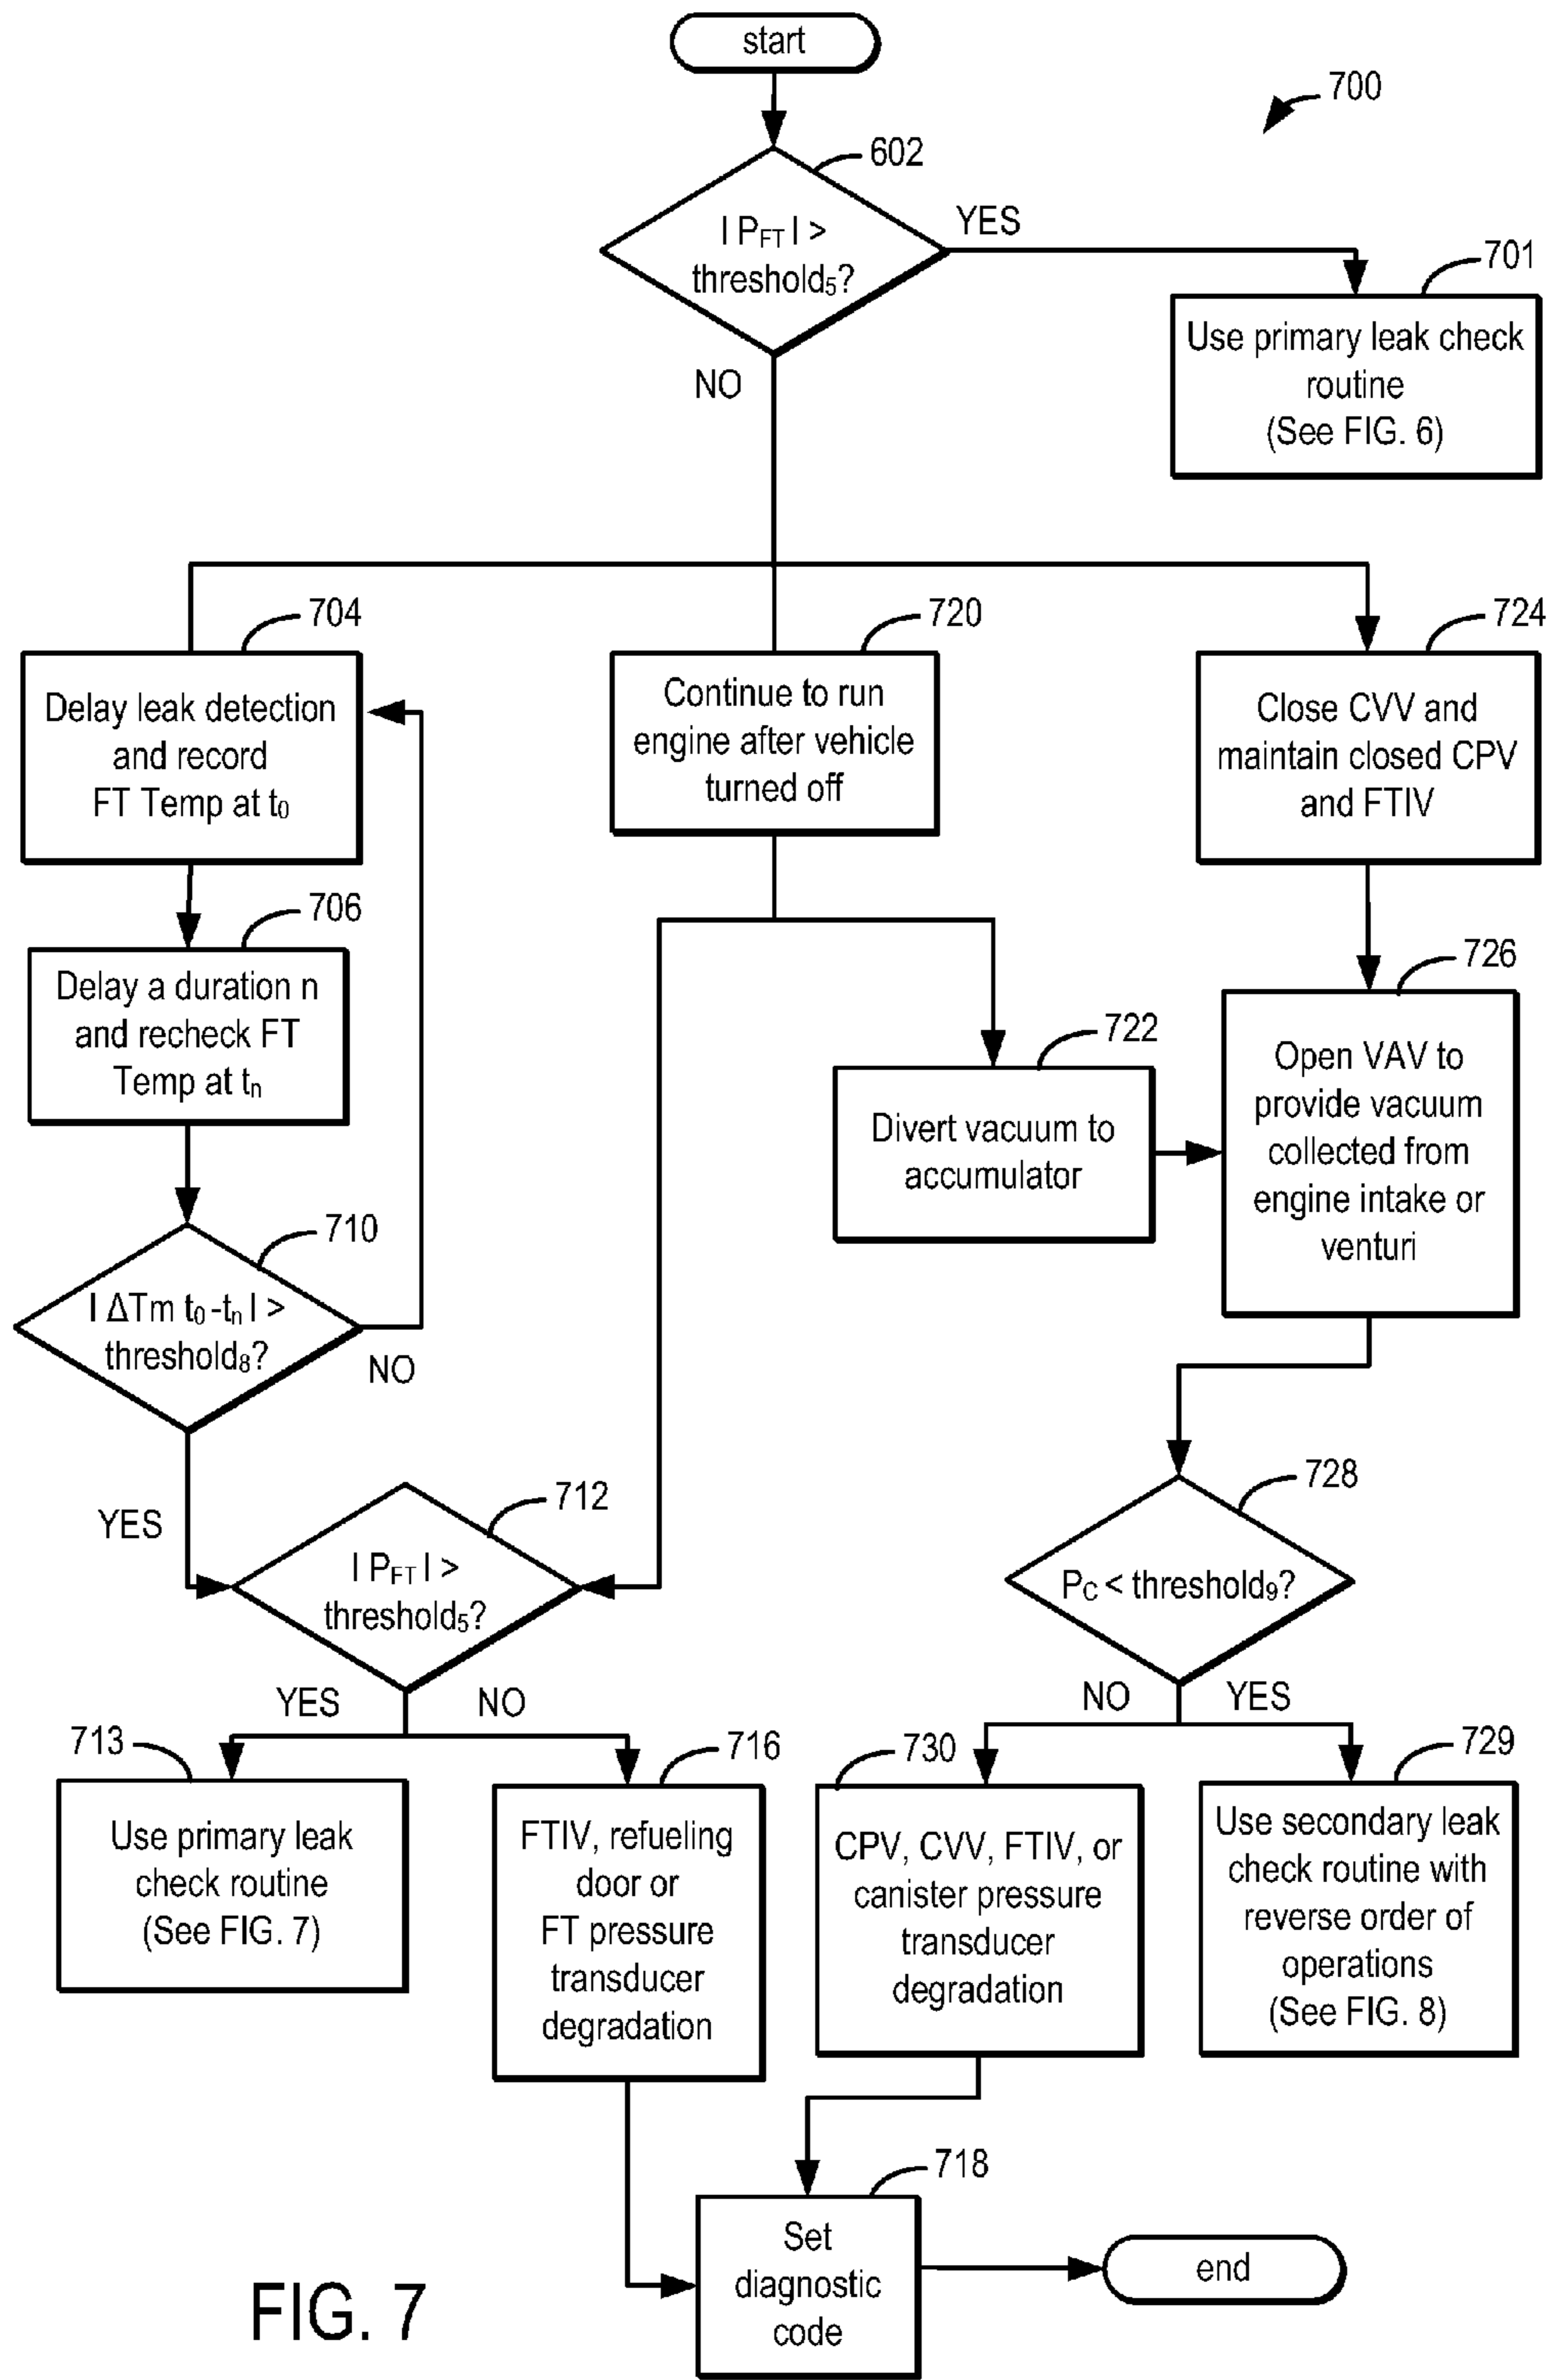 start
700
602
| P_FT | >
threshold₅?
YES
NO
701
Use primary leak check
routine
(See FIG. 6)
704
Delay leak detection
and record
FT Temp at t₀
720
Continue to run
engine after vehicle
turned off
724
Close CVV and
maintain closed CPV
and FTIV
706
Delay a duration n
and recheck FT
Temp at tₙ
722
Divert vacuum to
accumulator
726
Open VAV to
provide vacuum
collected from
engine intake or
venturi
710
| ΔTm t₀-tₙ | >
threshold₈?
NO
YES
712
| P_FT | >
threshold₅?
YES
NO
728
P_C < threshold₉?
NO
YES
713
Use primary leak
check routine
(See FIG. 7)
716
FTIV, refueling
door or
FT pressure
transducer
degradation
730
CPV, CVV, FTIV, or
canister pressure
transducer
degradation
729
Use secondary leak
check routine with
reverse order of
operations
(See FIG. 8)
718
Set
diagnostic
code
end
FIG. 7